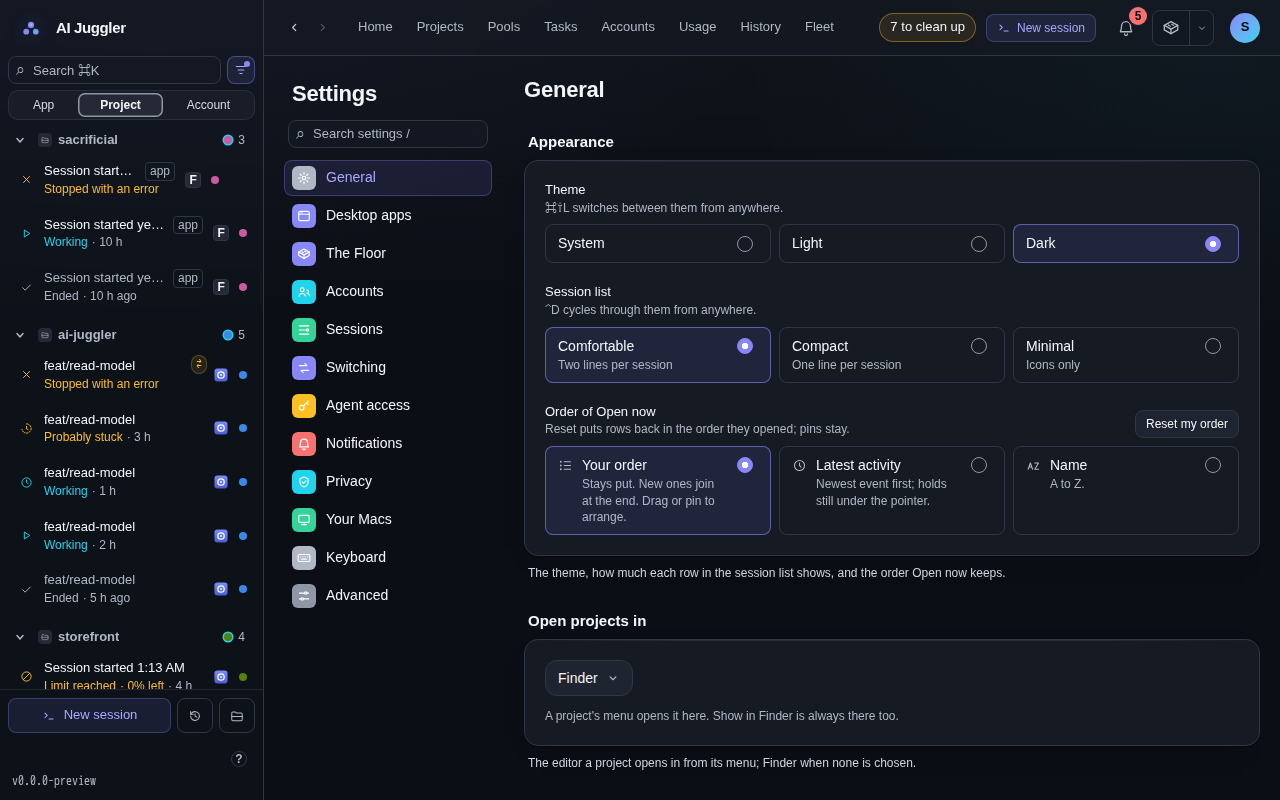 AI Juggler
Home Projects Pools Tasks Accounts Usage History Fleet
7 to clean up
New session
5
S
Search ⌘K
App Project Account
sacrificial 3
Session start… app F
Stopped with an error
Session started ye… app F
Working · 10 h
Session started ye… app F
Ended · 10 h ago
ai-juggler 5
feat/read-model
Stopped with an error
feat/read-model
Probably stuck · 3 h
feat/read-model
Working · 1 h
feat/read-model
Working · 2 h
feat/read-model
Ended · 5 h ago
storefront 4
Session started 1:13 AM
Limit reached · 0% left · 4 h
New session
?
v0.0.0-preview
Settings
Search settings /
General
Desktop apps
The Floor
Accounts
Sessions
Switching
Agent access
Notifications
Privacy
Your Macs
Keyboard
Advanced
General
Appearance
Theme
⌘⇧L switches between them from anywhere.
System Light Dark
Session list
^D cycles through them from anywhere.
Comfortable
Two lines per session
Compact
One line per session
Minimal
Icons only
Order of Open now
Reset puts rows back in the order they opened; pins stay.
Reset my order
Your order
Stays put. New ones join
at the end. Drag or pin to
arrange.
Latest activity
Newest event first; holds
still under the pointer.
AZ Name
A to Z.
The theme, how much each row in the session list shows, and the order Open now keeps.
Open projects in
Finder
A project's menu opens it here. Show in Finder is always there too.
The editor a project opens in from its menu; Finder when none is chosen.